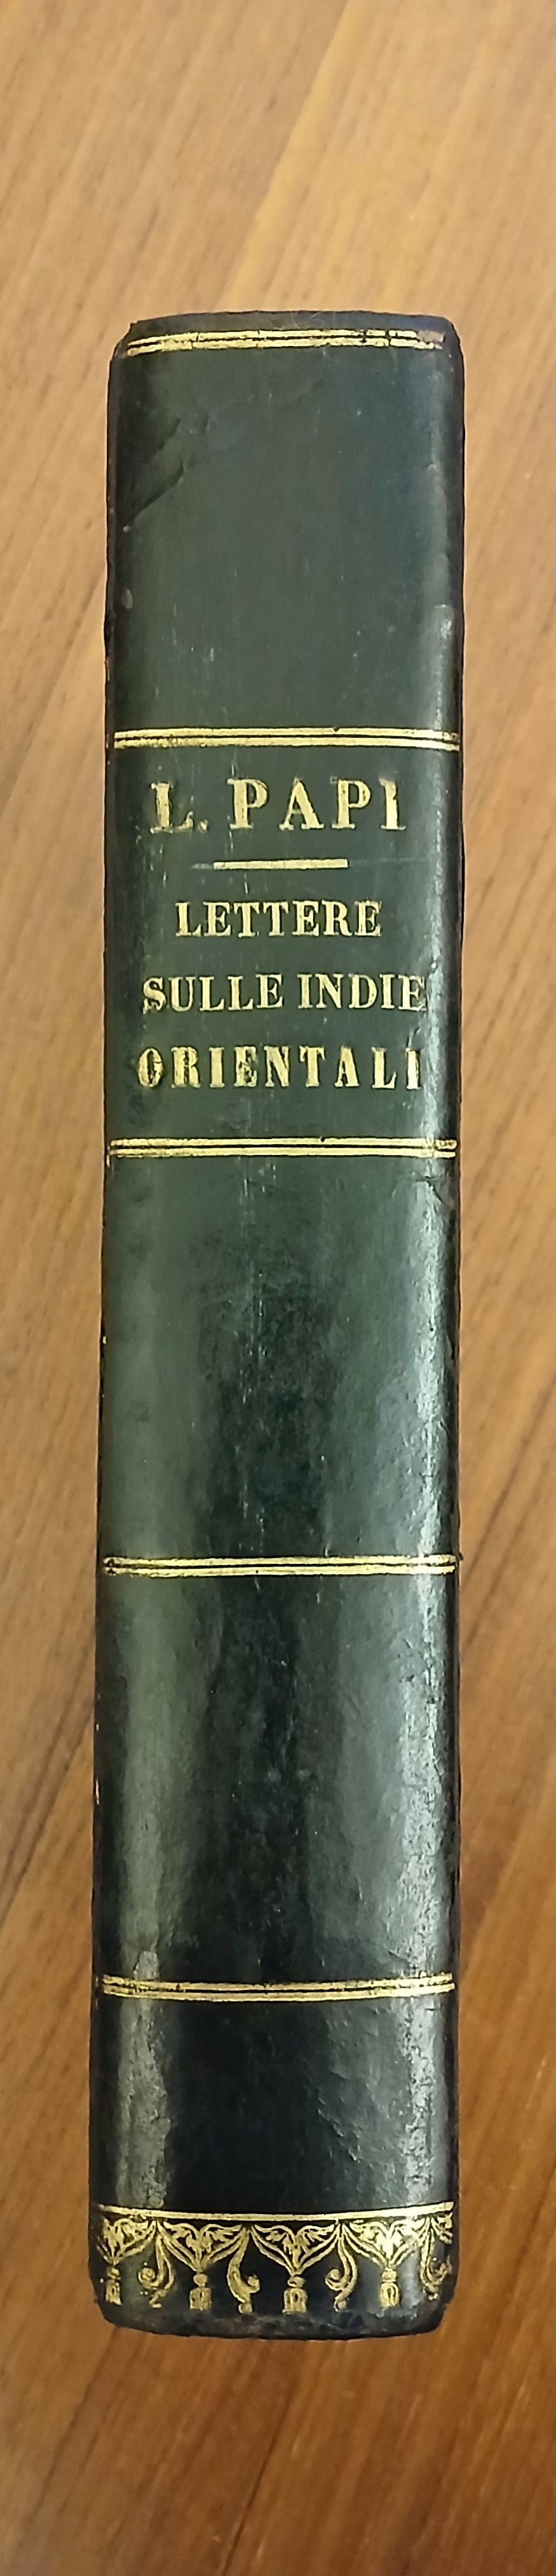 L. PAPI
LETTERE
SULLE INDIE
ORIENTALI